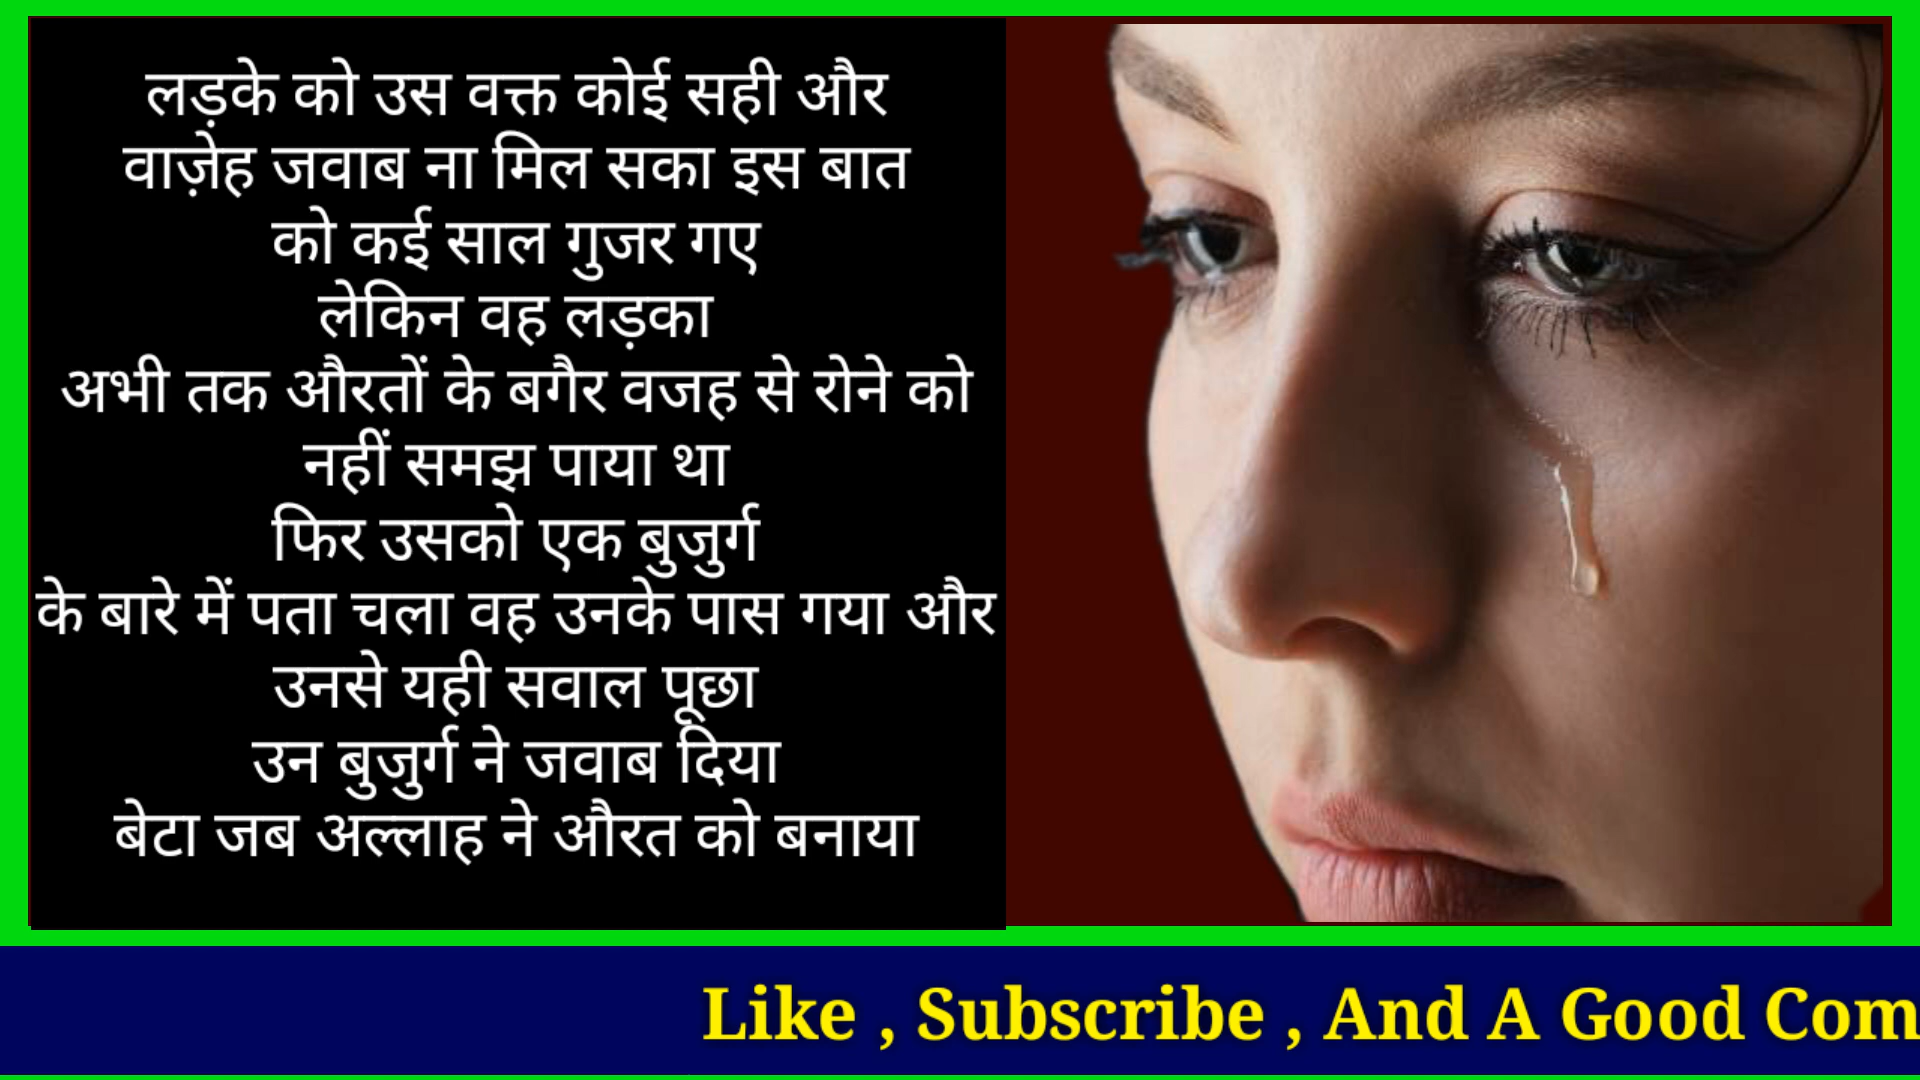 लड़के को उस वक्त कोई सही और
वाज़ेह जवाब ना मिल सका इस बात
को कई साल गुजर गए
लेकिन वह लड़का
अभी तक औरतों के बगैर वजह से रोने को
नहीं समझ पाया था
फिर उसको एक बुजुर्ग
के बारे में पता चला वह उनके पास गया और
उनसे यही सवाल पूछा
उन बुजुर्ग ने जवाब दिया
बेटा जब अल्लाह ने औरत को बनाया
Like , Subscribe , And A Good Com